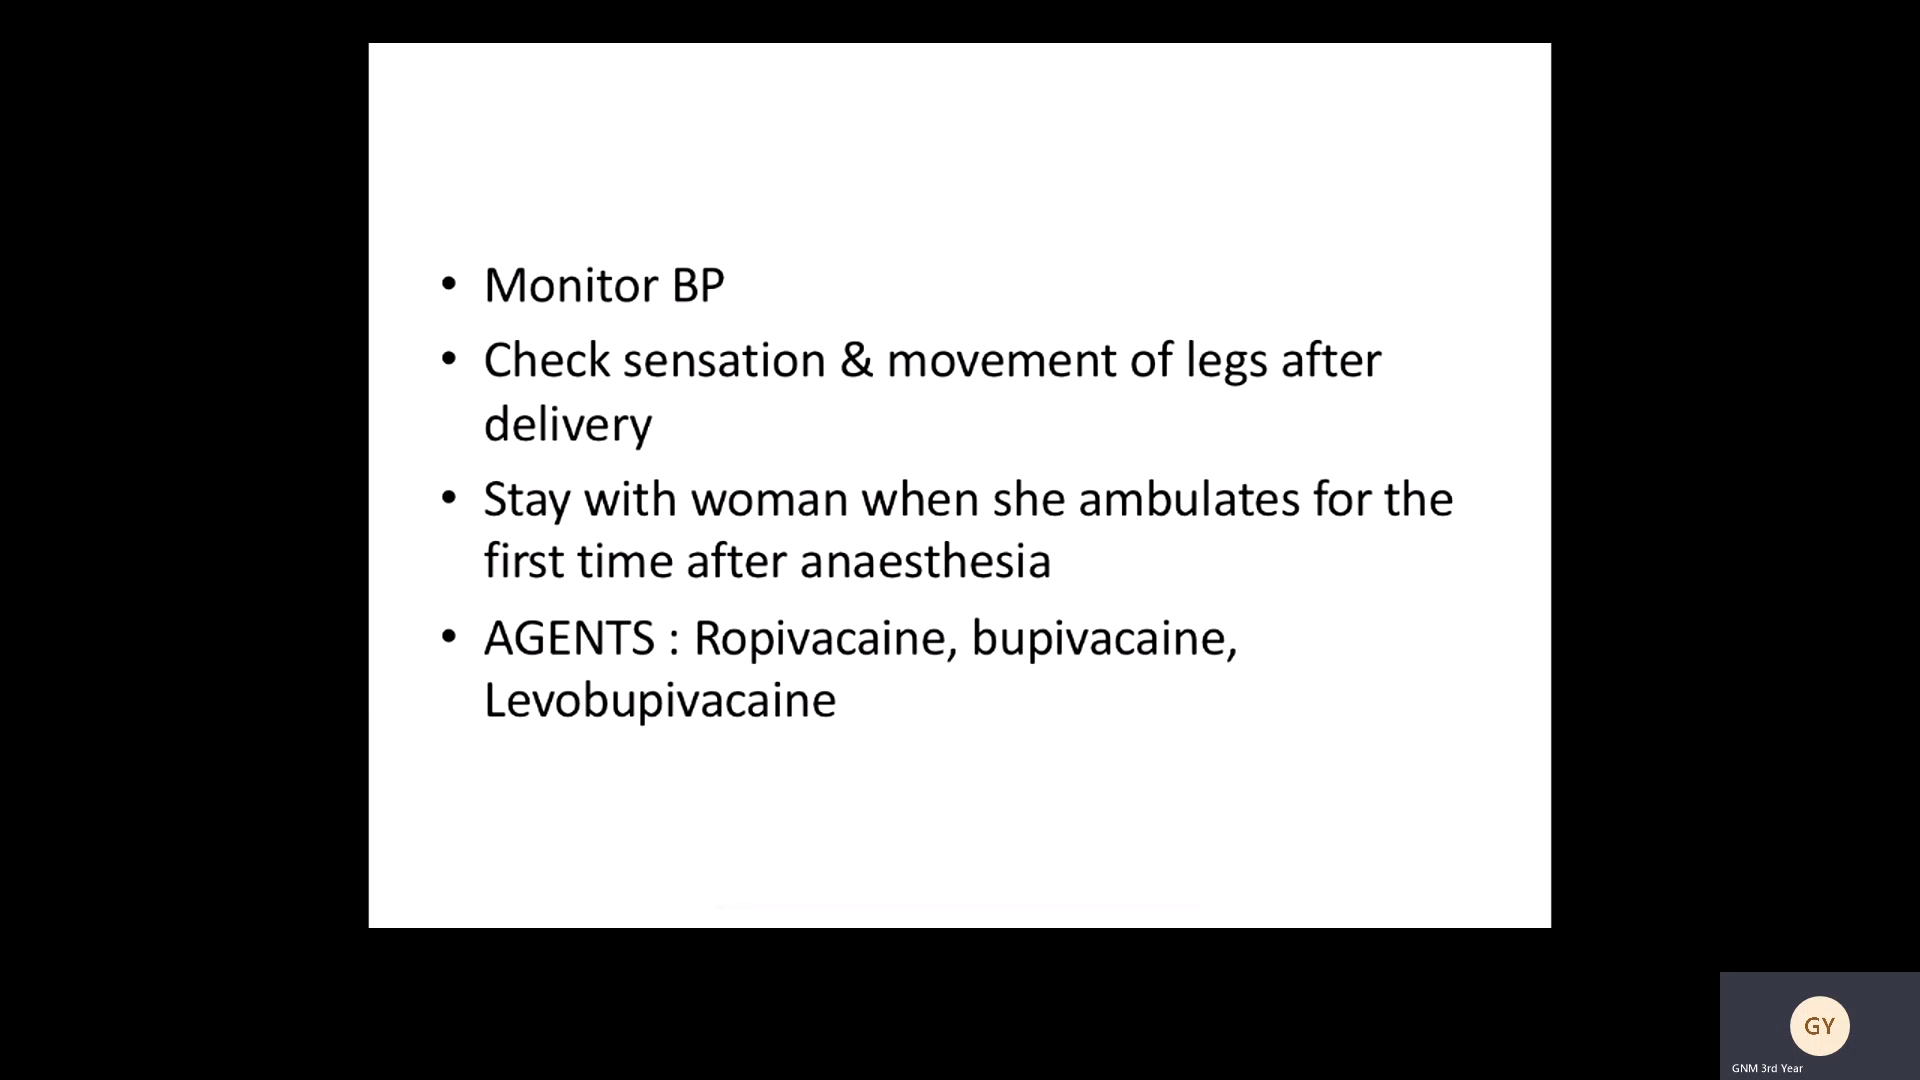 • Monitor BP
• Check sensation & movement of legs after
delivery
• Stay with woman when she ambulates for the
first time after anaesthesia
• AGENTS : Ropivacaine, bupivacaine,
Levobupivacaine
GY
GNM 3rd Year